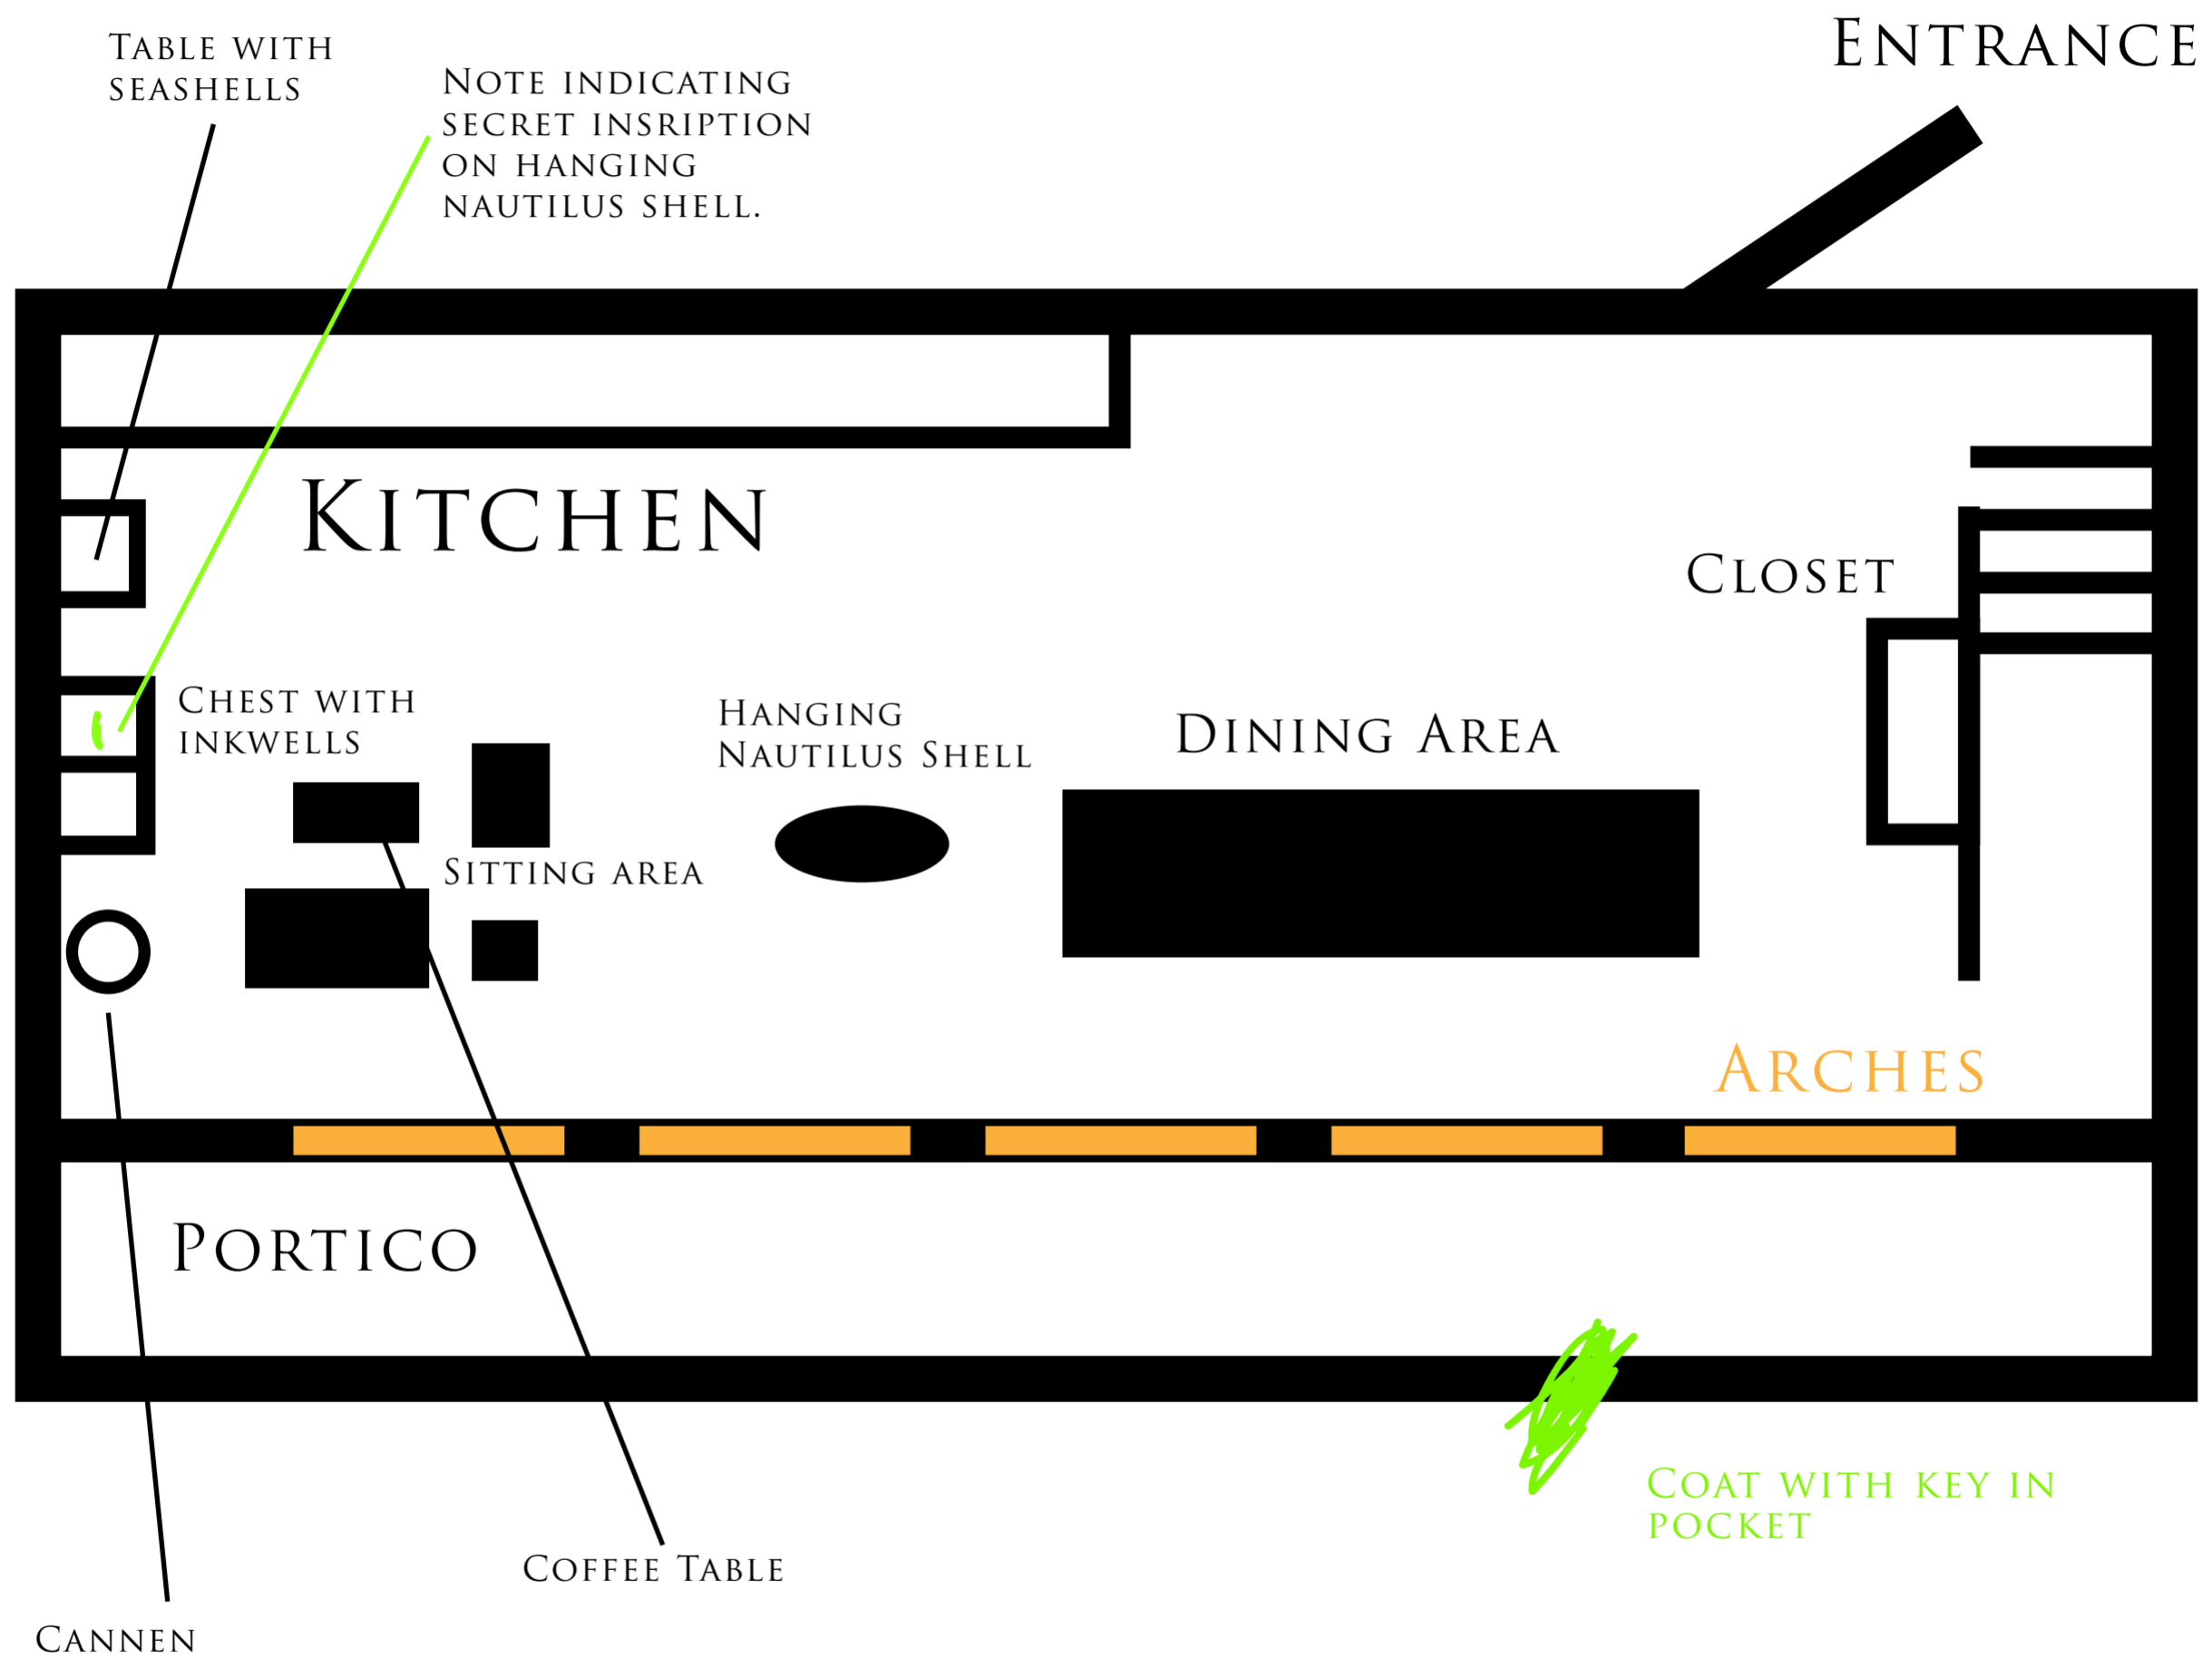 Entrance
Table with
seashells
Note indicating
secret insription
on hanging
nautilus shell.
Kitchen
Closet
Chest with
inkwells
Hanging
Nautilus Shell
Dining Area
Sitting area
Arches
Portico
Coat with key in
pocket
Coffee Table
Cannen